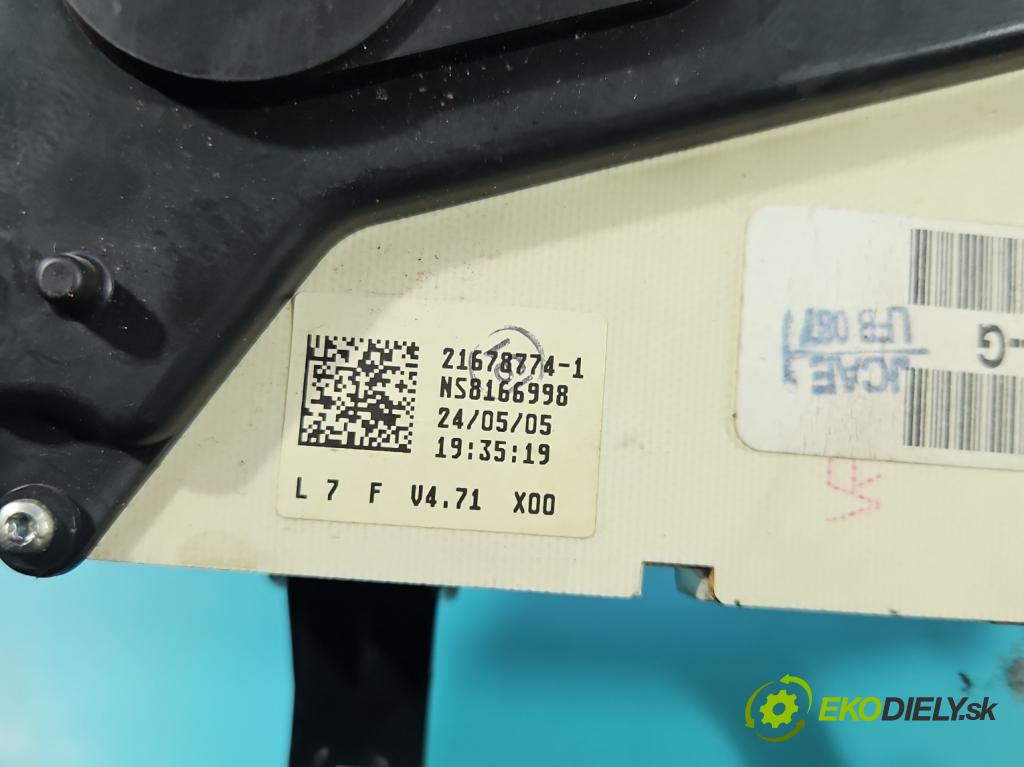 21678774-1
NS8166998
24/05/05
19:35:19
L 7 F V4.71 X00
-G
JCAE
UFB 087
EKODIELY.sk